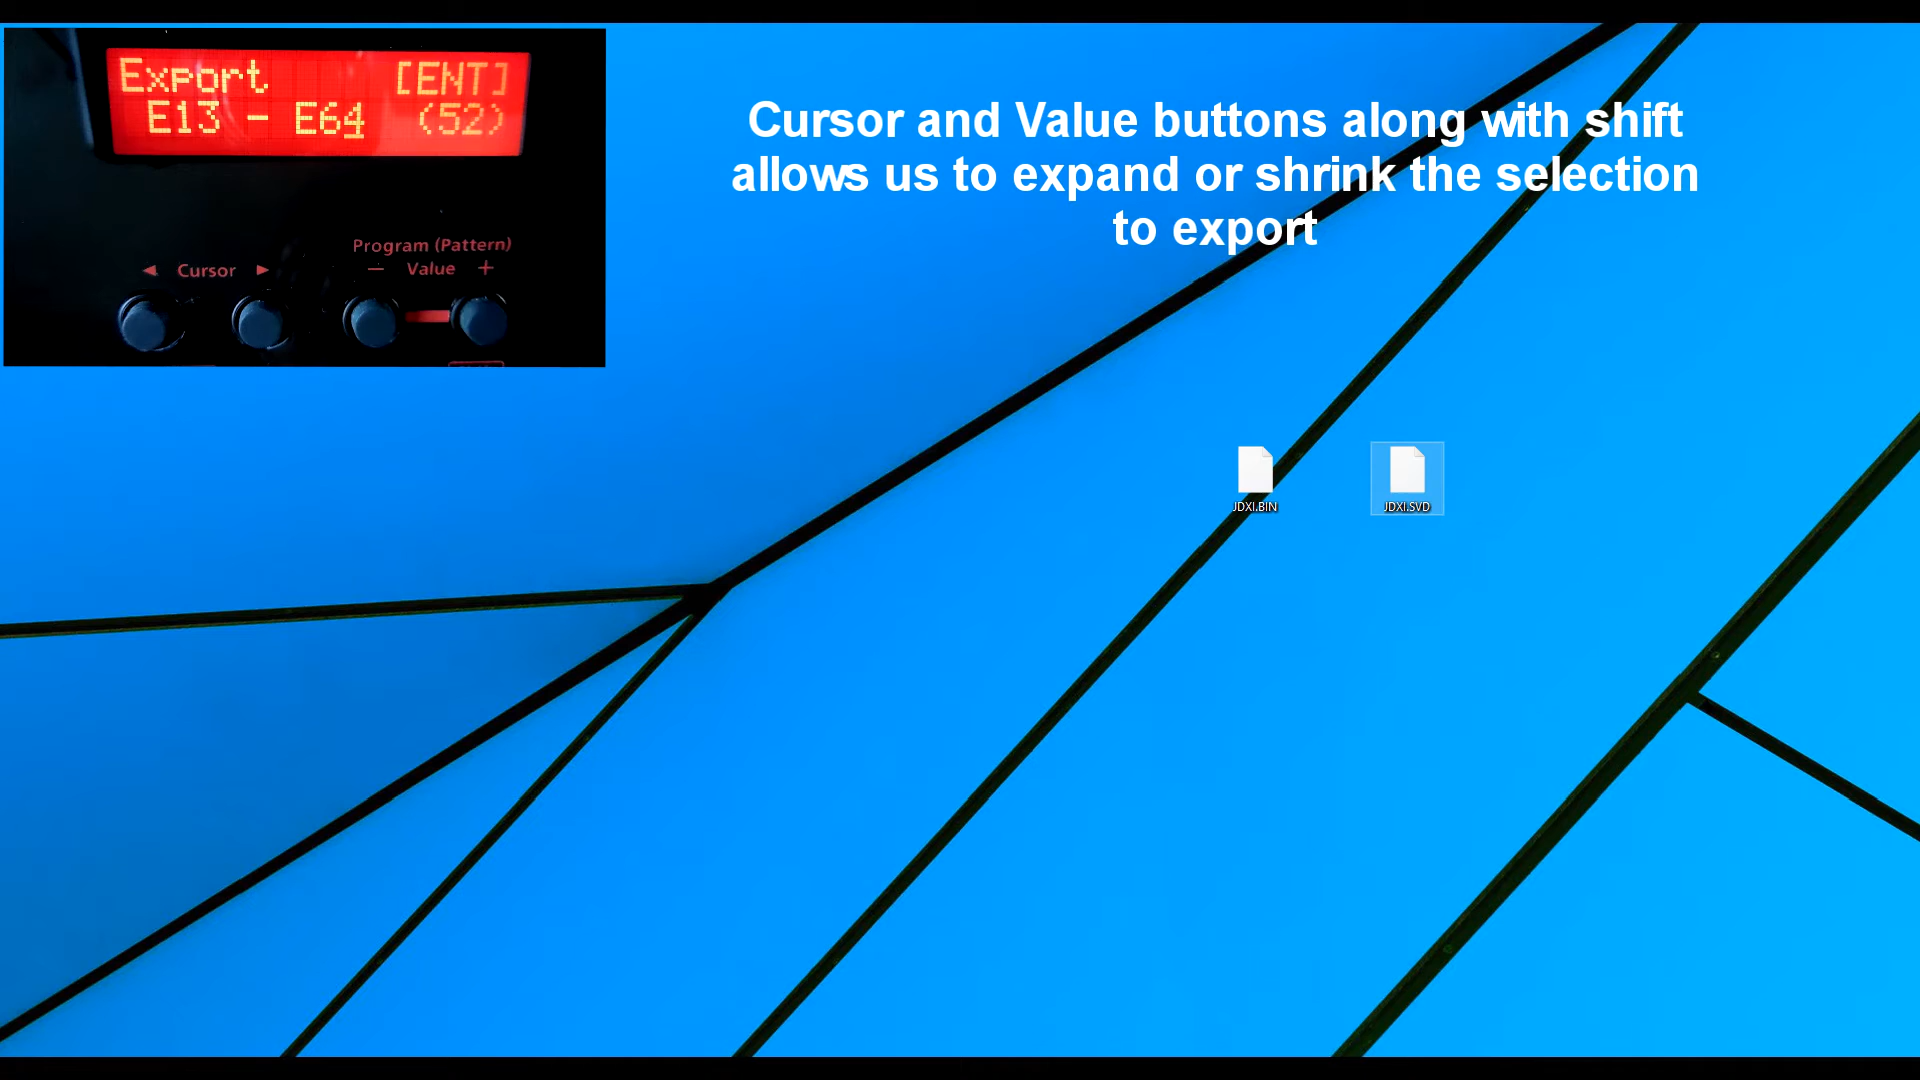 Export [ENT]
E13 - E64 (52)
Program (Pattern)
◄ Cursor ► − Value +
Cursor and Value buttons along with shift
allows us to expand or shrink the selection
to export
JDXI.BIN
JDXI.SVD